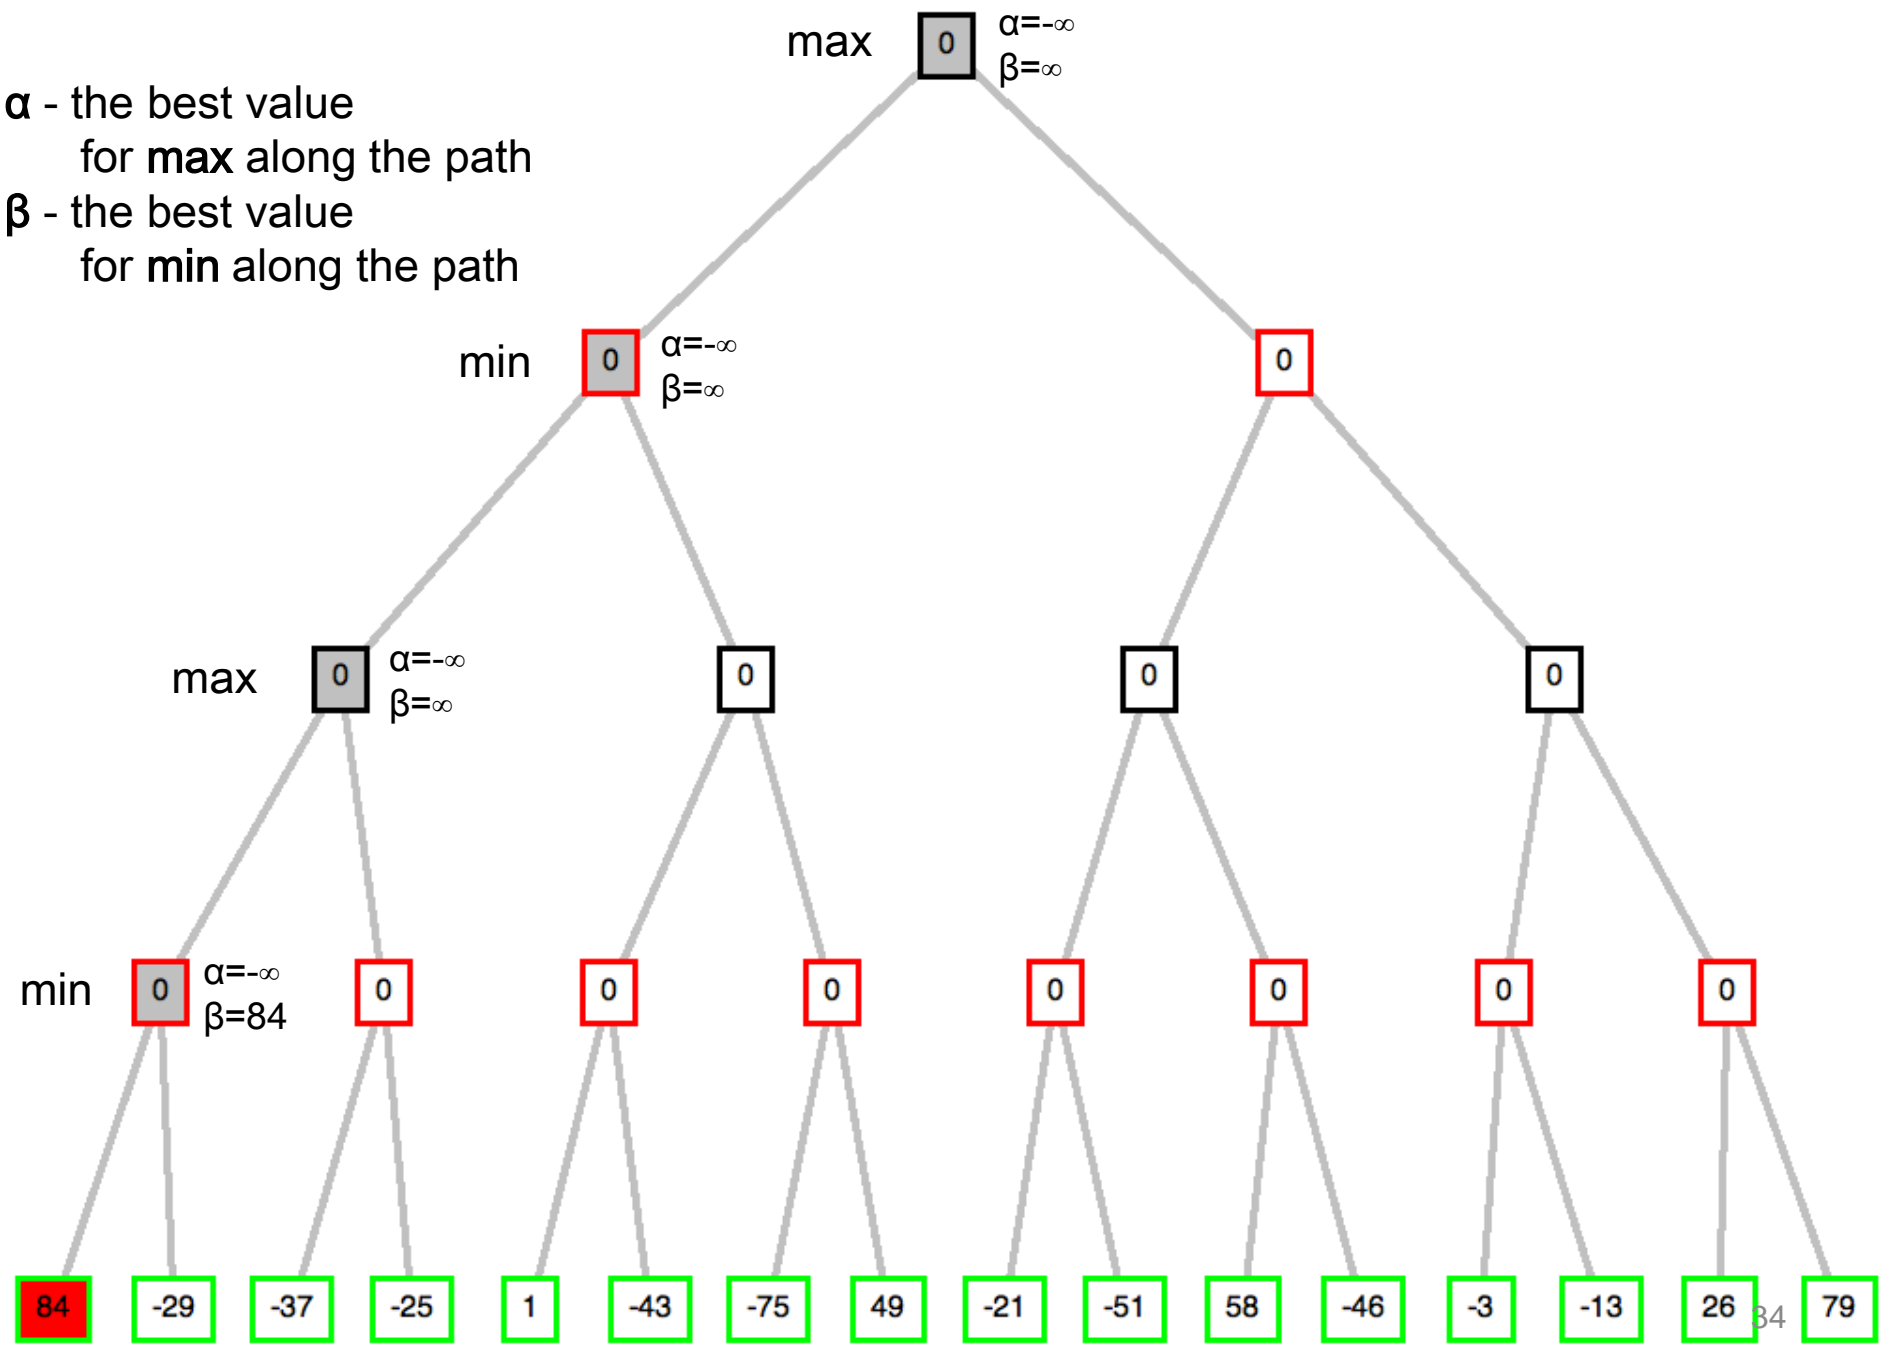 max
0
α=-∞
β=∞
α - the best value
for max along the path
β - the best value
for min along the path
min
0
α=-∞
β=∞
0
max
0
α=-∞
β=∞
0
0
0
min
0
α=-∞
β=84
0
0
0
0
0
0
0
84
-29
-37
-25
1
-43
-75
49
-21
-51
58
-46
-3
-13
26
34
79